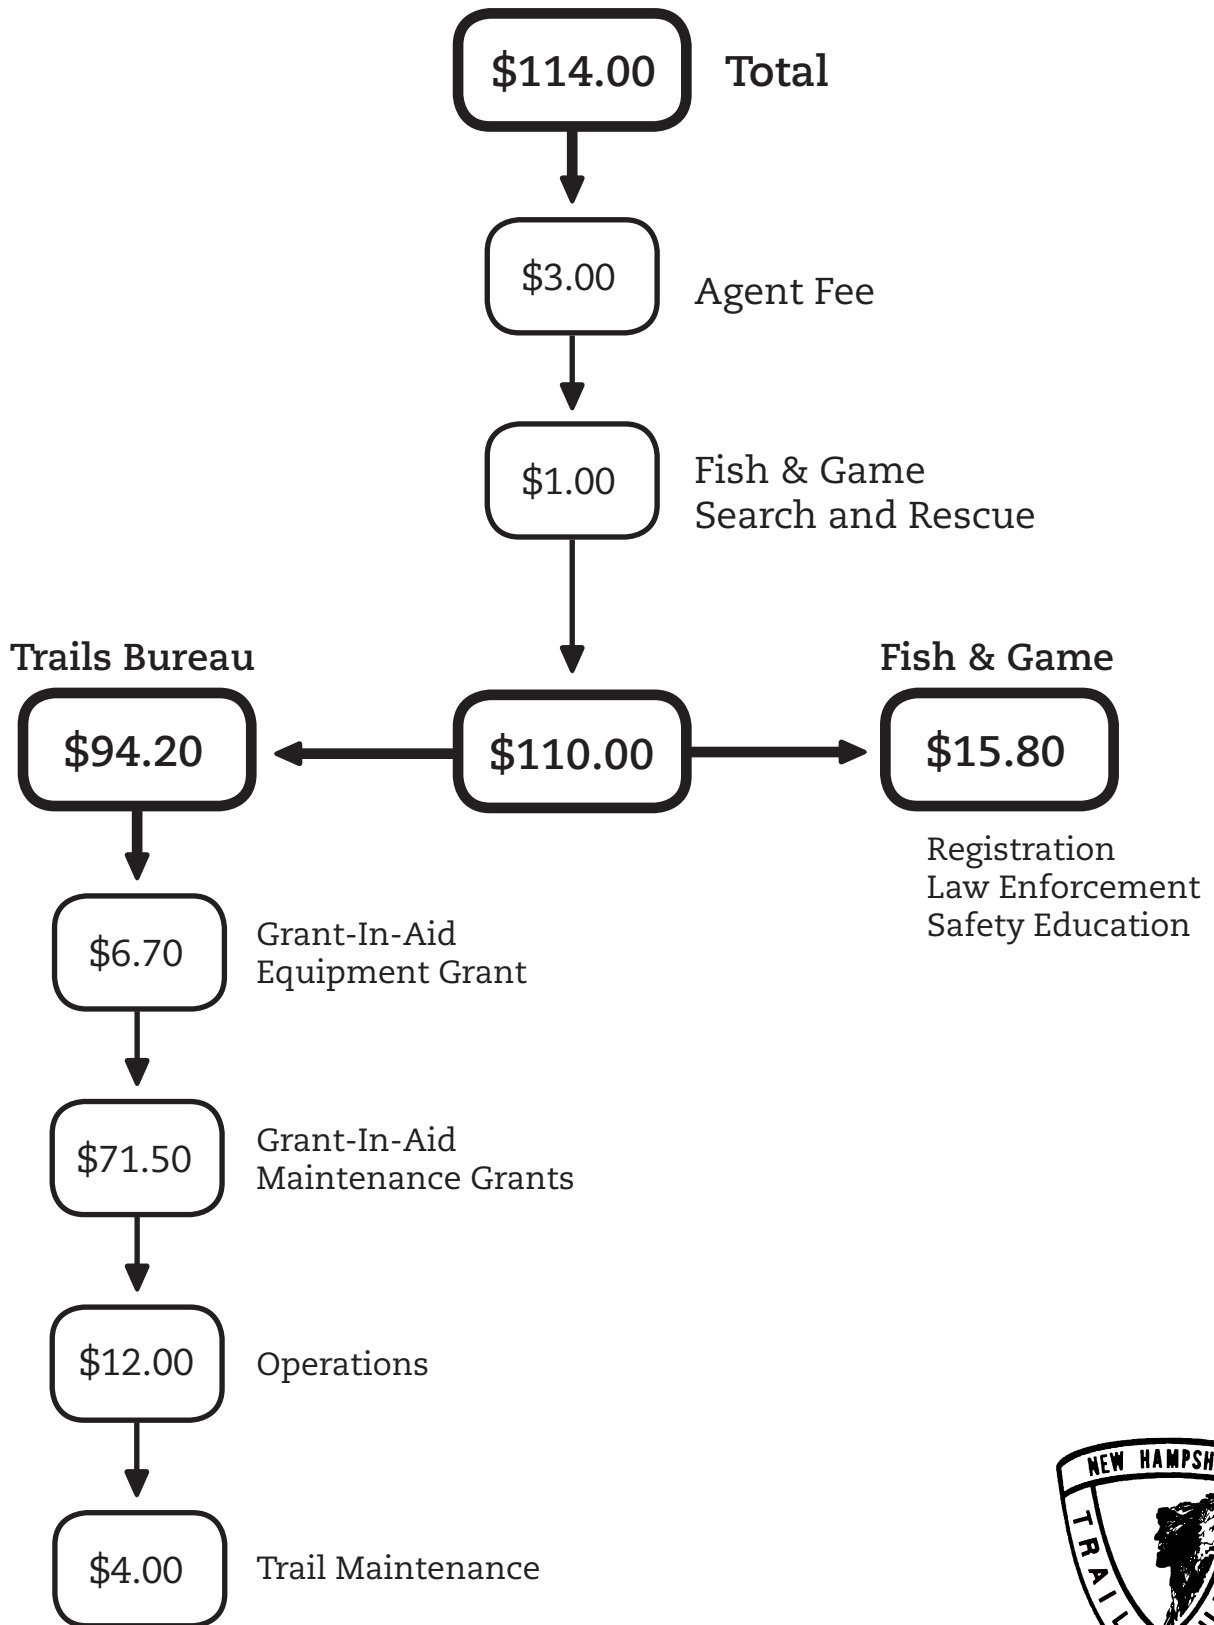 $114.00 Total
$3.00
Agent Fee
$1.00
Fish & Game
Search and Rescue
Trails Bureau
Fish & Game
$94.20
$110.00
$15.80
Registration
Law Enforcement
Safety Education
$6.70
Grant-In-Aid
Equipment Grant
$71.50
Grant-In-Aid
Maintenance Grants
$12.00
Operations
$4.00
Trail Maintenance
NEW HAMPSH
TRAIL